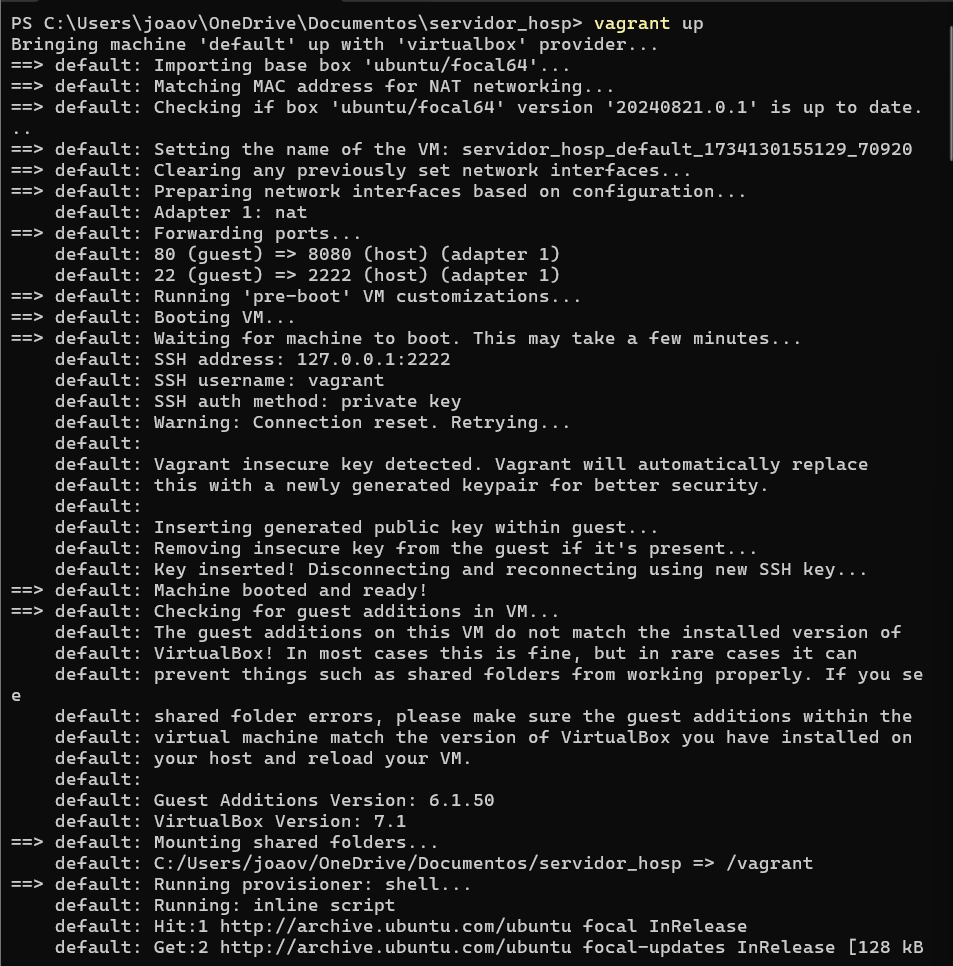 PS C:\Users\joaov\OneDrive\Documentos\servidor_hosp> vagrant up
Bringing machine 'default' up with 'virtualbox' provider...
==> default: Importing base box 'ubuntu/focal64'...
==> default: Matching MAC address for NAT networking...
==> default: Checking if box 'ubuntu/focal64' version '20240821.0.1' is up to date.
..
==> default: Setting the name of the VM: servidor_hosp_default_1734130155129_70920
==> default: Clearing any previously set network interfaces...
==> default: Preparing network interfaces based on configuration...
    default: Adapter 1: nat
==> default: Forwarding ports...
    default: 80 (guest) => 8080 (host) (adapter 1)
    default: 22 (guest) => 2222 (host) (adapter 1)
==> default: Running 'pre-boot' VM customizations...
==> default: Booting VM...
==> default: Waiting for machine to boot. This may take a few minutes...
    default: SSH address: 127.0.0.1:2222
    default: SSH username: vagrant
    default: SSH auth method: private key
    default: Warning: Connection reset. Retrying...
    default:
    default: Vagrant insecure key detected. Vagrant will automatically replace
    default: this with a newly generated keypair for better security.
    default:
    default: Inserting generated public key within guest...
    default: Removing insecure key from the guest if it's present...
    default: Key inserted! Disconnecting and reconnecting using new SSH key...
==> default: Machine booted and ready!
==> default: Checking for guest additions in VM...
    default: The guest additions on this VM do not match the installed version of
    default: VirtualBox! In most cases this is fine, but in rare cases it can
    default: prevent things such as shared folders from working properly. If you se
e
    default: shared folder errors, please make sure the guest additions within the
    default: virtual machine match the version of VirtualBox you have installed on
    default: your host and reload your VM.
    default:
    default: Guest Additions Version: 6.1.50
    default: VirtualBox Version: 7.1
==> default: Mounting shared folders...
    default: C:/Users/joaov/OneDrive/Documentos/servidor_hosp => /vagrant
==> default: Running provisioner: shell...
    default: Running: inline script
    default: Hit:1 http://archive.ubuntu.com/ubuntu focal InRelease
    default: Get:2 http://archive.ubuntu.com/ubuntu focal-updates InRelease [128 kB